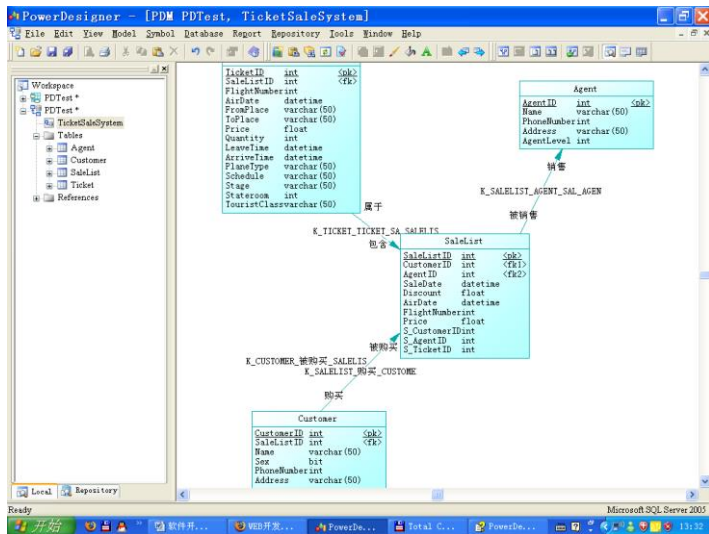 PowerDesigner - [PDM PDTest, TicketSaleSystem]
File Edit View Model Symbol Database Report Repository Tools Window Help
Workspace
PDTest *
PDTest *
TicketSaleSystem
Tables
Agent
Customer
SaleList
Ticket
References
Local Repository
TicketID int <pk>
SaleListID int <fk>
FlightNumber int
AirDate datetime
FromPlace varchar(50)
ToPlace varchar(50)
Price float
Quantity int
LeaveTime datetime
ArriveTime datetime
PlaneType varchar(50)
Schedule varchar(50)
Stage varchar(50)
Stateroom int
TouristClass varchar(50)
Agent
AgentID int <pk>
Name varchar(50)
PhoneNumber int
Address varchar(50)
AgentLevel int
销售
K_SALELIST_AGENT_SAL_AGEN
被销售
属于
K_TICKET_TICKET_SA_SALELIS
包含
SaleList
SaleListID int <pk>
CustomerID int <fk1>
AgentID int <fk2>
SaleDate datetime
Discount float
AirDate datetime
FlightNumber int
Price float
S_CustomerID int
S_AgentID int
S_TicketID int
被购买
K_CUSTOMER_被购买_SALELIS
K_SALELIST_购买_CUSTOME
购买
Customer
CustomerID int <pk>
SaleListID int <fk>
Name varchar(50)
Sex bit
PhoneNumber int
Address varchar(50)
Ready Microsoft SQL Server 2005
开始 软件开... WEB开发... PowerDe... Total C... PowerDe... 13:32